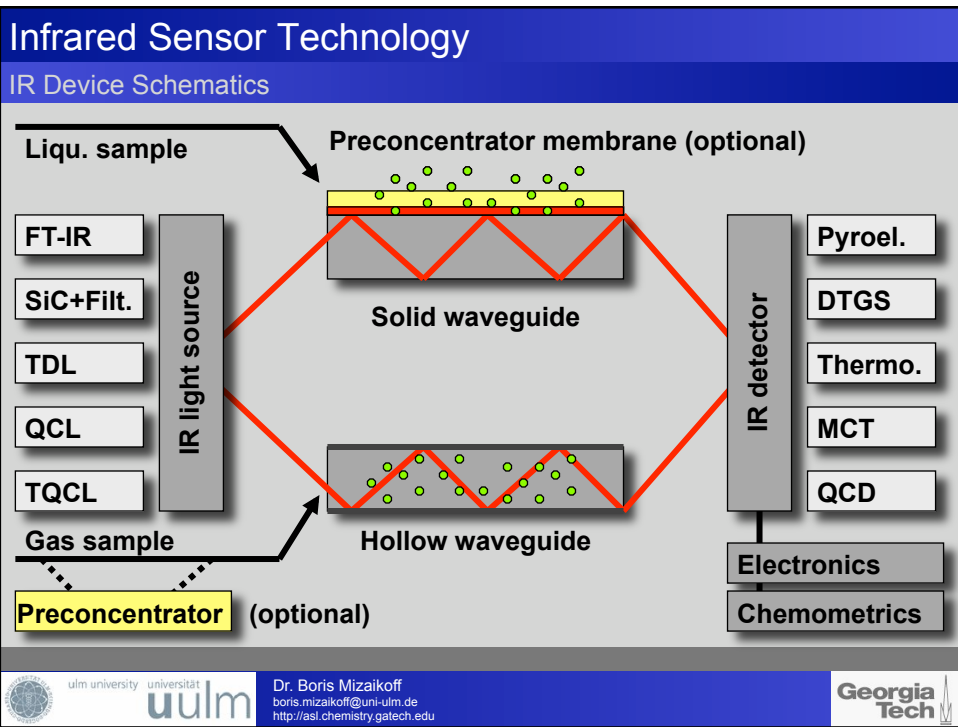 Infrared Sensor Technology
IR Device Schematics
Liqu. sample
Preconcentrator membrane (optional)
FT-IR
SiC+Filt.
TDL
QCL
TQCL
IR light source
Solid waveguide
IR detector
Pyroel.
DTGS
Thermo.
MCT
QCD
Gas sample
Hollow waveguide
Preconcentrator (optional)
Electronics
Chemometrics
ulm university universität
uulm
Dr. Boris Mizaikoff
boris.mizaikoff@uni-ulm.de
http://asl.chemistry.gatech.edu
Georgia
Tech